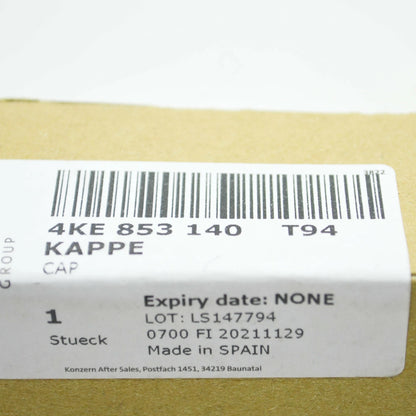 3822
4KE 853 140 T94
KAPPE
CAP
GROUP
1
Stueck
Expiry date: NONE
LOT: LS147794
0700 FI 20211129
Made in SPAIN
Konzern After Sales, Postfach 1451, 34219 Baunatal